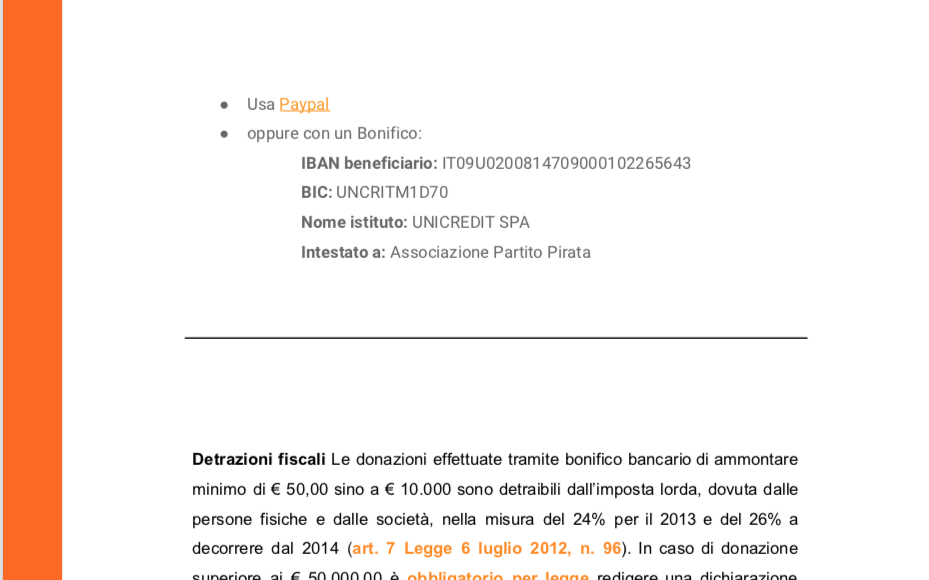 ● Usa Paypal
● oppure con un Bonifico:
IBAN beneficiario: IT09U0200814709000102265643
BIC: UNCRITM1D70
Nome istituto: UNICREDIT SPA
Intestato a: Associazione Partito Pirata
Detrazioni fiscali Le donazioni effettuate tramite bonifico bancario di ammontare
minimo di € 50,00 sino a € 10.000 sono detraibili dall'imposta lorda, dovuta dalle
persone fisiche e dalle società, nella misura del 24% per il 2013 e del 26% a
decorrere dal 2014 (art. 7 Legge 6 luglio 2012, n. 96). In caso di donazione
superiore ai € 50.000,00 è obbligatorio per legge redigere una dichiarazione